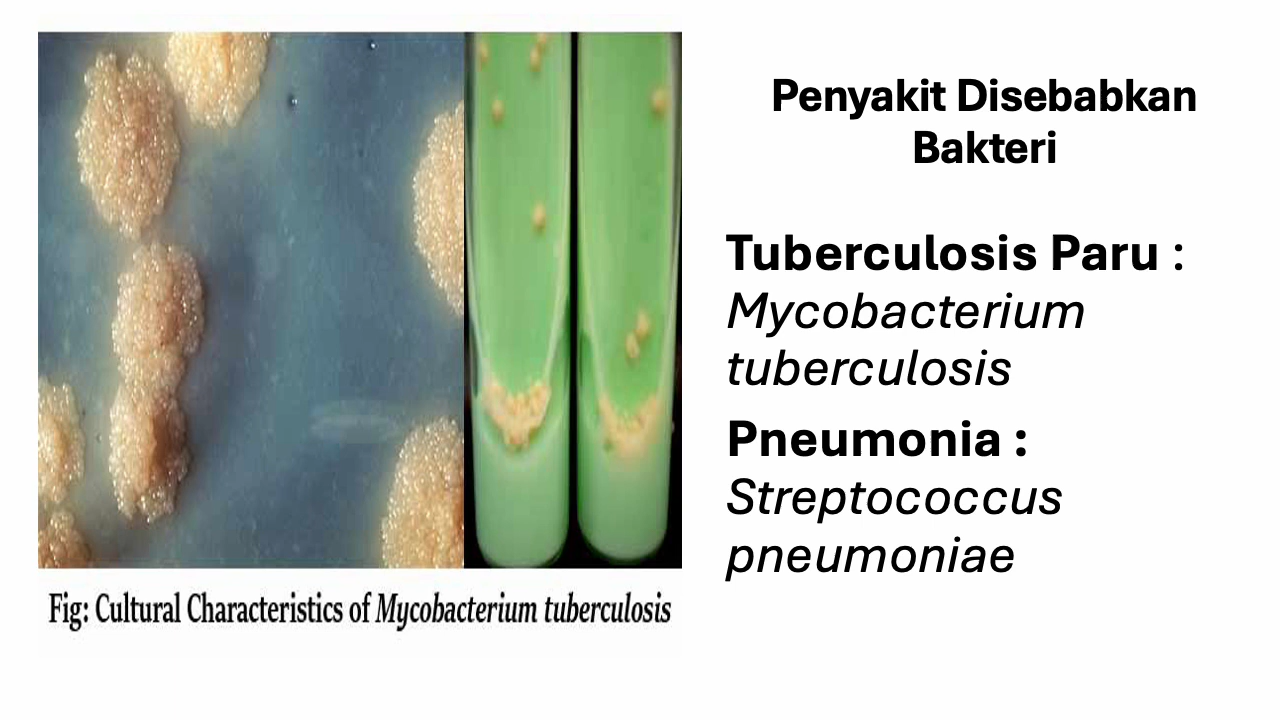 Penyakit Disebabkan
Bakteri
Tuberculosis Paru :
Mycobacterium
tuberculosis
Pneumonia :
Streptococcus
pneumoniae
Fig: Cultural Characteristics of Mycobacterium tuberculosis